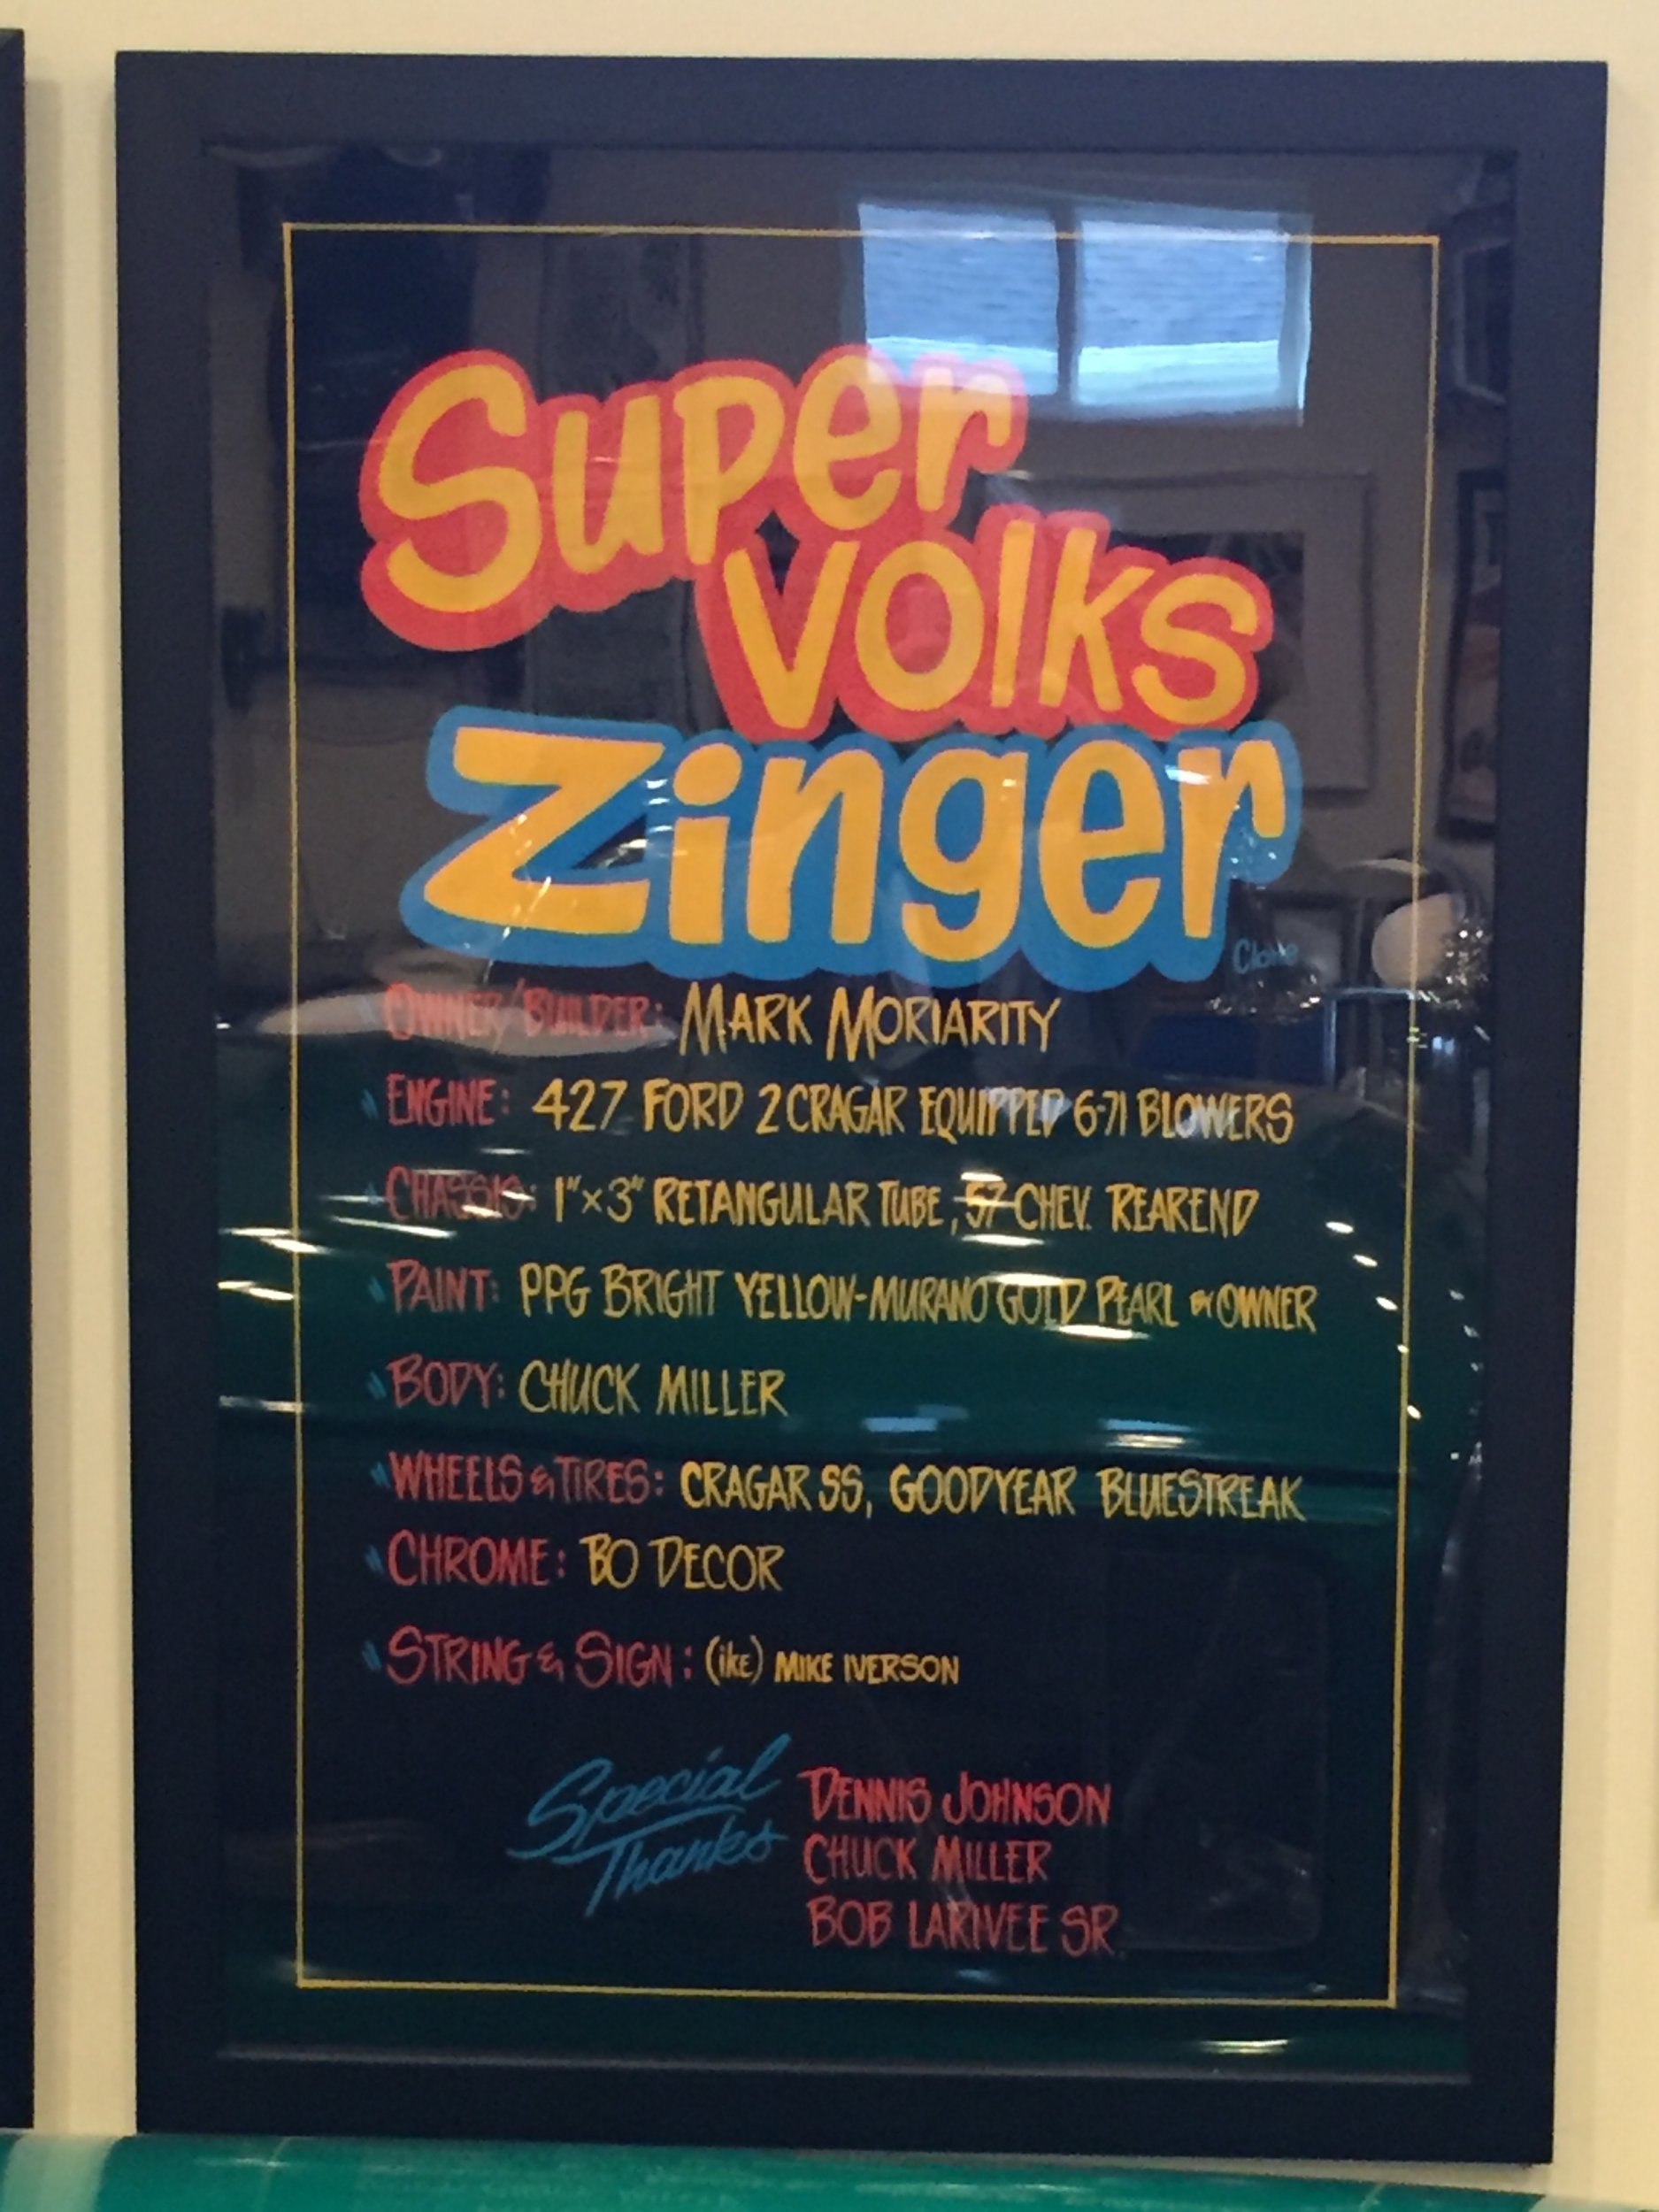 Super
Volks
Zinger
Clone
OWNER/BUILDER: MARK MORIARITY
ENGINE: 427 FORD 2 CRAGAR EQUIPPED 6-71 BLOWERS
CHASSIS: 1"×3" RETANGULAR TUBE, 57 CHEV. REAREND
PAINT: PPG BRIGHT YELLOW-MURANO GOLD PEARL BY OWNER
BODY: CHUCK MILLER
WHEELS & TIRES: CRAGAR SS, GOODYEAR BLUESTREAK
CHROME: BO DECOR
STRING & SIGN: (ike) MIKE IVERSON
Special Thanks
DENNIS JOHNSON
CHUCK MILLER
BOB LARIVEE SR.